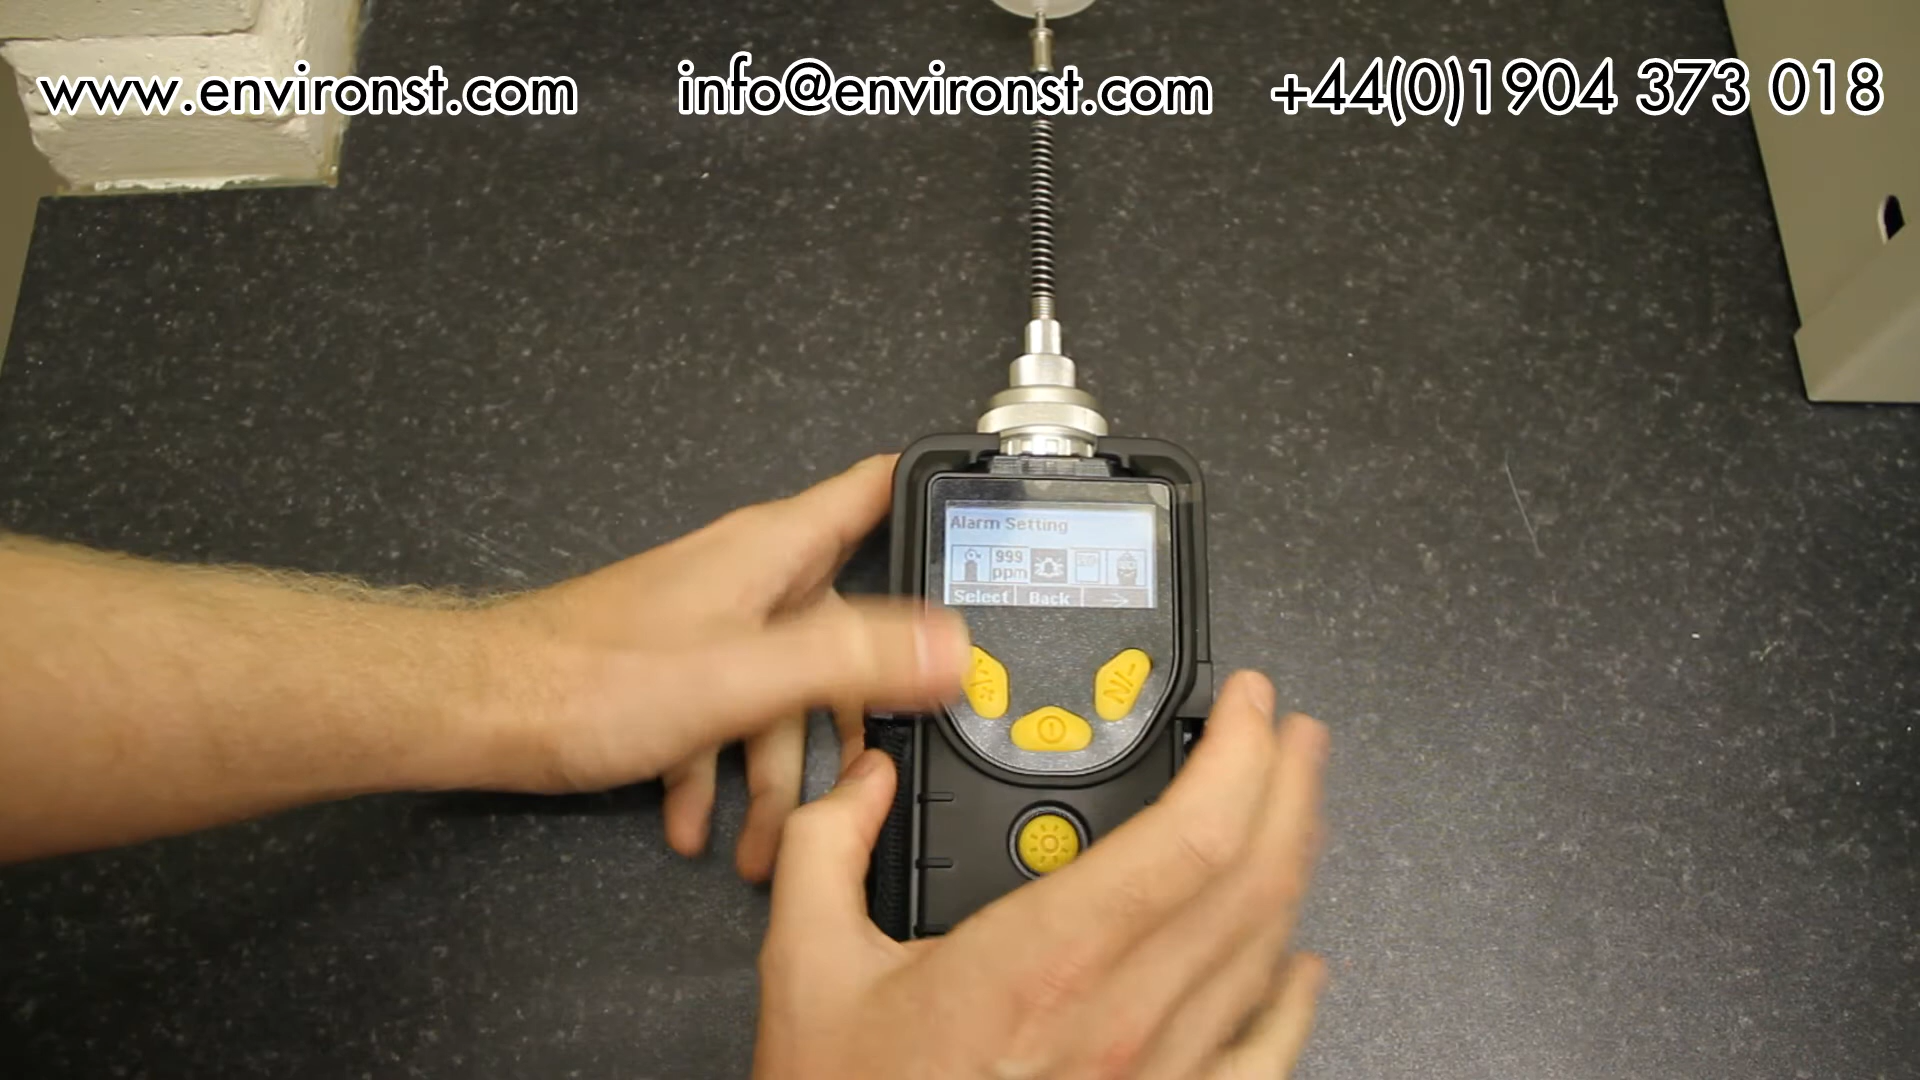 www.environst.com info@environst.com +44(0)1904 373 018
Alarm Setting
999
ppm
Select Back →
Y/+
N/-